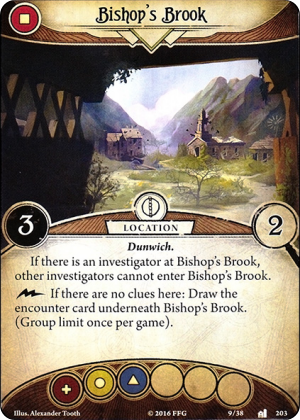 Bishop's Brook
3
LOCATION
2
Dunwich.
If there is an investigator at Bishop's Brook,
other investigators cannot enter Bishop's Brook.
If there are no clues here: Draw the
encounter card underneath Bishop's Brook.
(Group limit once per game).
Illus. Alexander Tooth
© 2016 FFG
9/38
203